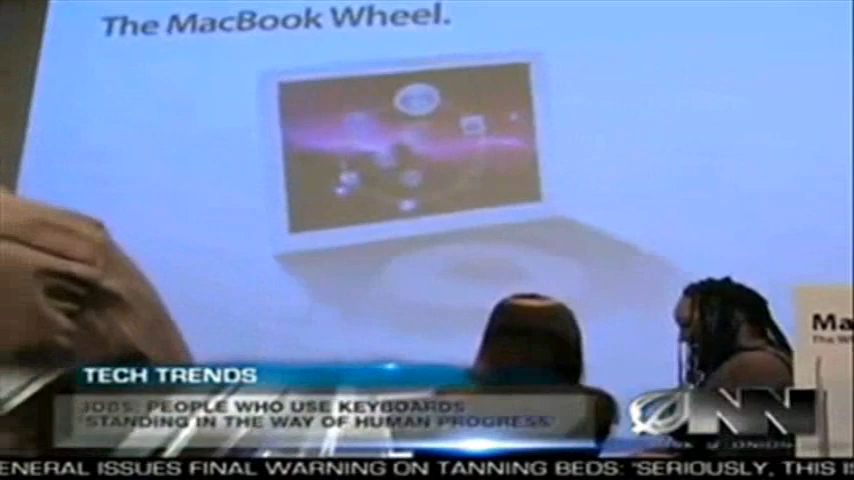 The MacBook Wheel.
Ma
TECH TRENDS
JOBS: PEOPLE WHO USE KEYBOARDS
'STANDING IN THE WAY OF HUMAN PROGRESS'
ONN
ENERAL ISSUES FINAL WARNING ON TANNING BEDS: 'SERIOUSLY, THIS IS